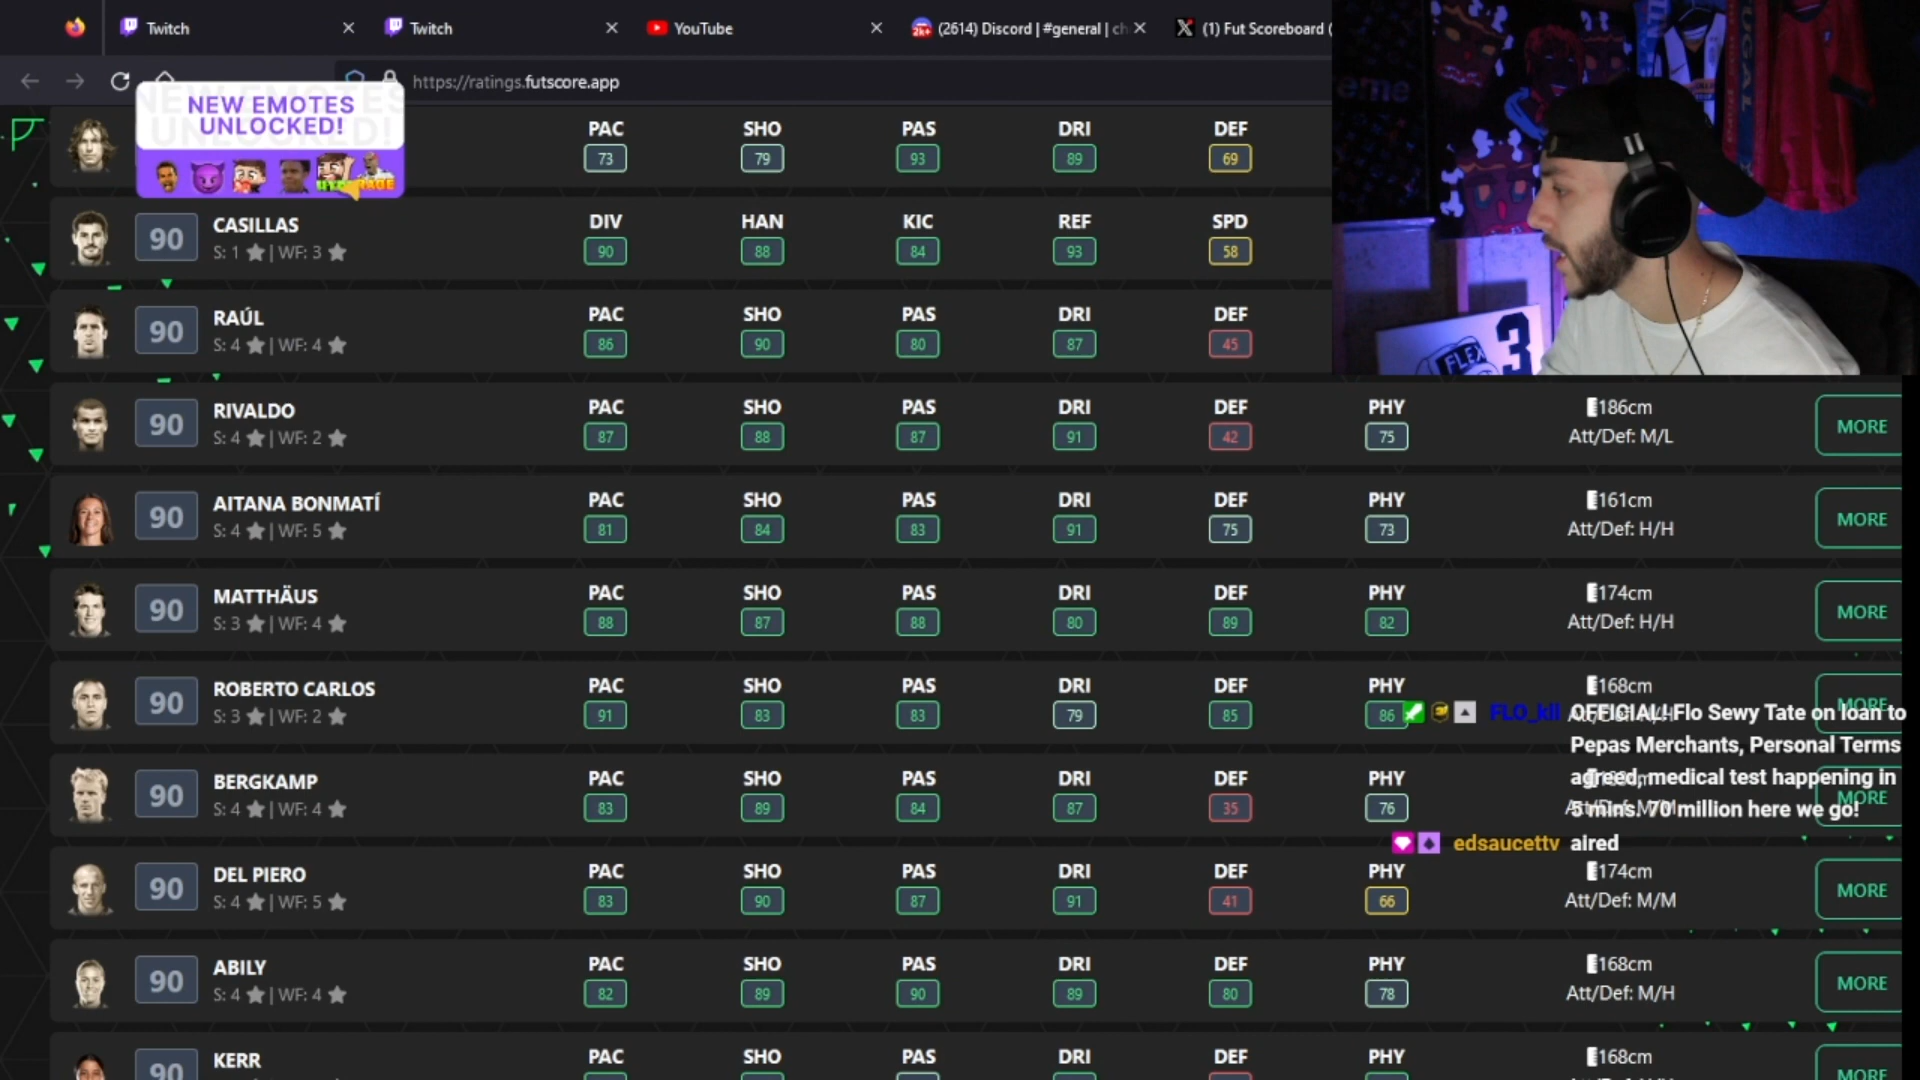 Twitch
Twitch
YouTube
(2614) Discord | #general | ch
(1) Fut Scoreboard (
https://ratings.futscore.app
NEW EMOTES
UNLOCKED!
PAC SHO PAS DRI DEF
73 79 93 89 69
90 CASILLAS DIV HAN KIC REF SPD
S: 1 ★ | WF: 3 ★ 90 88 84 93 58
90 RAÚL PAC SHO PAS DRI DEF
S: 4 ★ | WF: 4 ★ 86 90 80 87 45
90 RIVALDO PAC SHO PAS DRI DEF PHY 186cm MORE
S: 4 ★ | WF: 2 ★ 87 88 87 91 42 75 Att/Def: M/L
90 AITANA BONMATÍ PAC SHO PAS DRI DEF PHY 161cm MORE
S: 4 ★ | WF: 5 ★ 81 84 83 91 75 73 Att/Def: H/H
90 MATTHÄUS PAC SHO PAS DRI DEF PHY 174cm MORE
S: 3 ★ | WF: 4 ★ 88 87 88 80 89 82 Att/Def: H/H
90 ROBERTO CARLOS PAC SHO PAS DRI DEF PHY 168cm MORE
S: 3 ★ | WF: 2 ★ 91 83 83 79 85 86
FLO_kll OFFICIAL! Flo Sewy Tate on loan to
Pepas Merchants, Personal Terms
agreed, medical test happening in
5 mins. 70 million here we go!
90 BERGKAMP PAC SHO PAS DRI DEF PHY MORE
S: 4 ★ | WF: 4 ★ 83 89 84 87 35 76 Att/Def: M/M
edsaucettv aired
90 DEL PIERO PAC SHO PAS DRI DEF PHY 174cm MORE
S: 4 ★ | WF: 5 ★ 83 90 87 91 41 66 Att/Def: M/M
90 ABILY PAC SHO PAS DRI DEF PHY 168cm MORE
S: 4 ★ | WF: 4 ★ 82 89 90 89 80 78 Att/Def: M/H
90 KERR PAC SHO PAS DRI DEF PHY 168cm MORE
FLEX 3